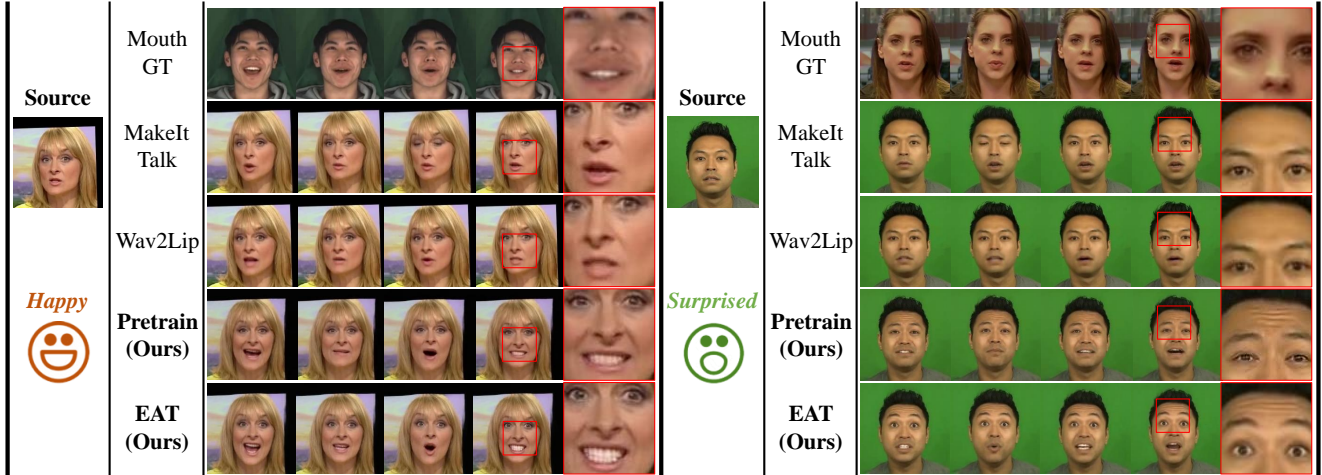 Source
Happy
Mouth
GT
MakeIt
Talk
Wav2Lip
Pretrain
(Ours)
EAT
(Ours)
Source
Surprised
Mouth
GT
MakeIt
Talk
Wav2Lip
Pretrain
(Ours)
EAT
(Ours)